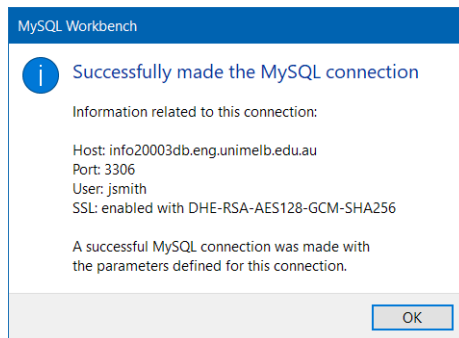 MySQL Workbench
Successfully made the MySQL connection
Information related to this connection:
Host: info20003db.eng.unimelb.edu.au
Port: 3306
User: jsmith
SSL: enabled with DHE-RSA-AES128-GCM-SHA256
A successful MySQL connection was made with
the parameters defined for this connection.
OK